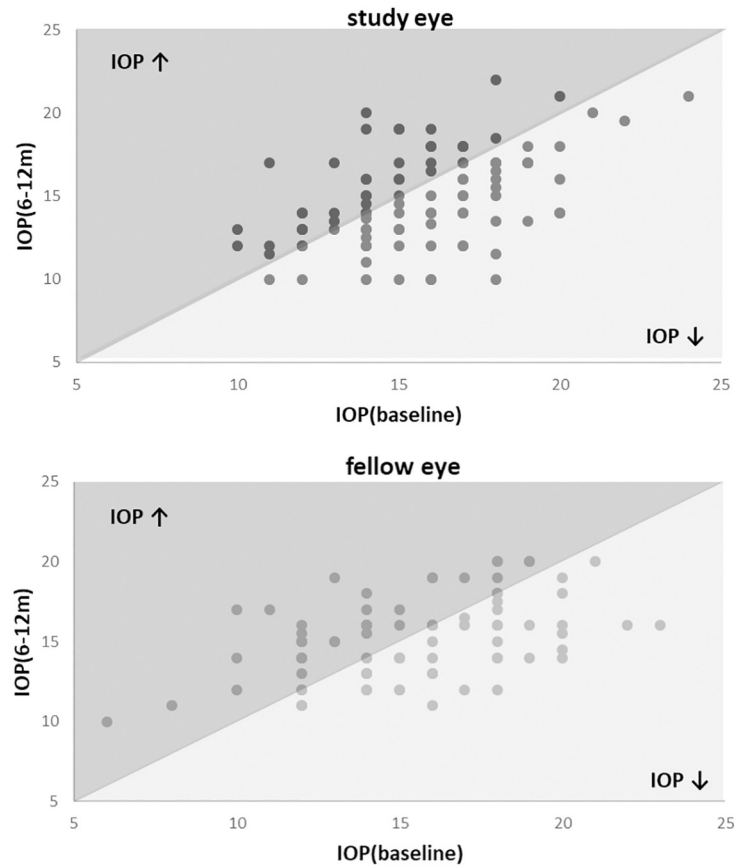 study eye
25
IOP ↑
20
IOP(6-12m)
15
10
IOP ↓
5
5 10 15 20 25
IOP(baseline)
fellow eye
25
IOP ↑
20
IOP(6-12m)
15
10
IOP ↓
5
5 10 15 20 25
IOP(baseline)